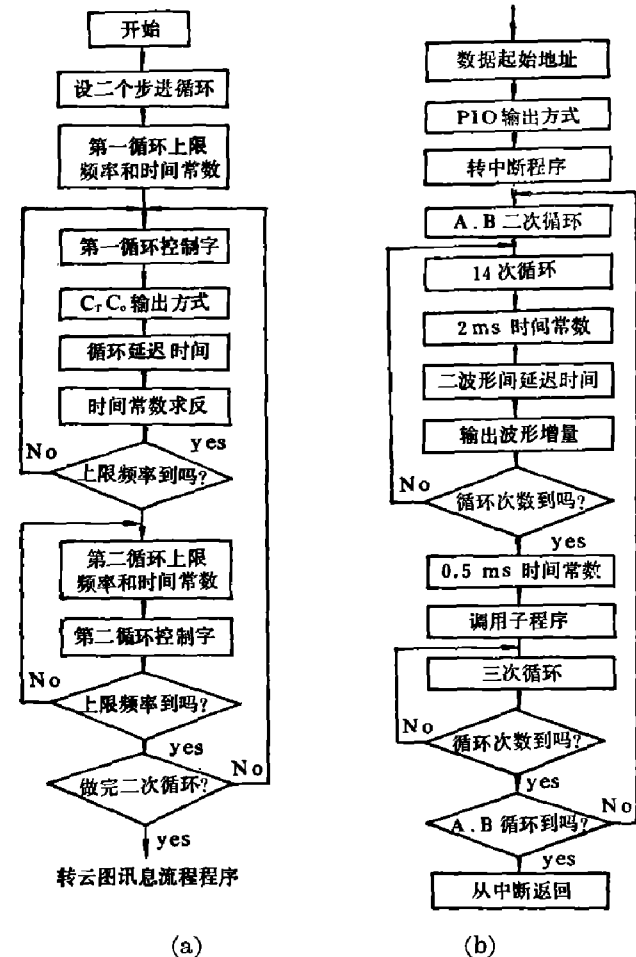 开始
设二个步进循环
第一循环上限
频率和时间常数
第一循环控制字
CTC0输出方式
循环延迟时间
时间常数求反
No
yes
上限频率到吗?
第二循环上限
频率和时间常数
第二循环控制字
No
上限频率到吗?
yes
No
做完二次循环?
yes
转云图讯息流程程序
(a)
数据起始地址
PIO输出方式
转中断程序
A.B二次循环
14次循环
2ms 时间常数
二波形间延迟时间
输出波形增量
No
循环次数到吗?
yes
0.5 ms 时间常数
调用子程序
三次循环
No
循环次数到吗?
yes
No
A.B循环到吗?
yes
从中断返回
(b)